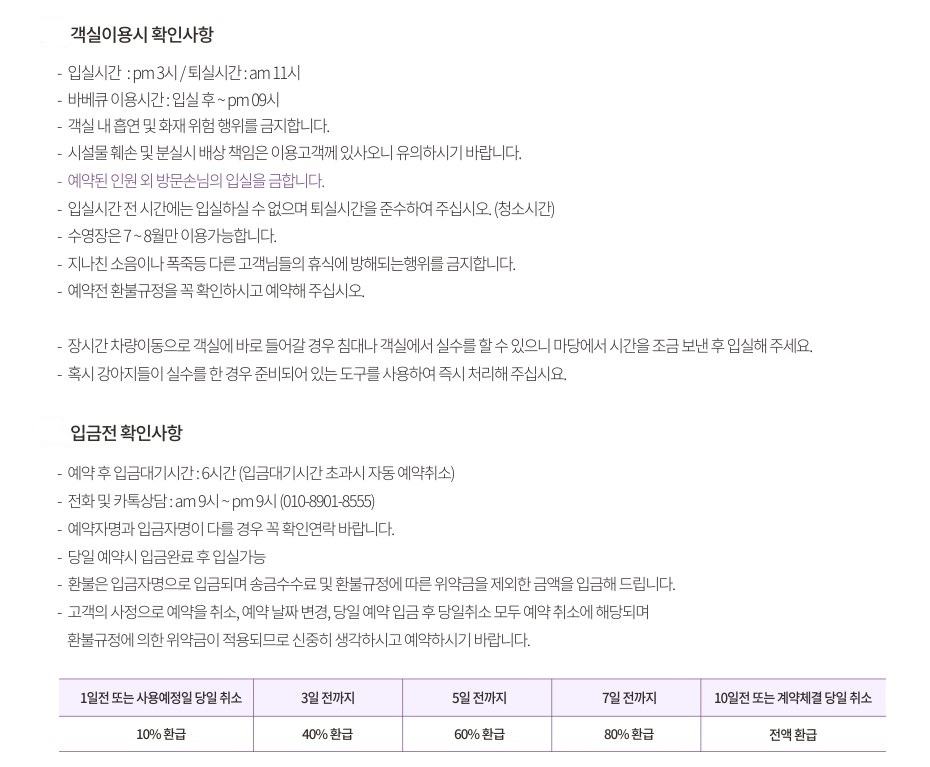 객실이용시 확인사항
- 입실시간 : pm 3시 / 퇴실시간 : am 11시
- 바베큐 이용시간 : 입실 후 ~ pm 09시
- 객실 내 흡연 및 화재 위험 행위를 금지합니다.
- 시설물 훼손 및 분실시 배상 책임은 이용고객께 있사오니 유의하시기 바랍니다.
- 예약된 인원 외 방문손님의 입실을 금합니다.
- 입실시간 전 시간에는 입실하실 수 없으며 퇴실시간을 준수하여 주십시오. (청소시간)
- 수영장은 7 ~ 8월만 이용가능합니다.
- 지나친 소음이나 폭죽등 다른 고객님들의 휴식에 방해되는행위를 금지합니다.
- 예약전 환불규정을 꼭 확인하시고 예약해 주십시오.
- 장시간 차량이동으로 객실에 바로 들어갈 경우 침대나 객실에서 실수를 할 수 있으니 마당에서 시간을 조금 보낸 후 입실해 주세요.
- 혹시 강아지들이 실수를 한 경우 준비되어 있는 도구를 사용하여 즉시 처리해 주십시요.
입금전 확인사항
- 예약 후 입금대기시간 : 6시간 (입금대기시간 초과시 자동 예약취소)
- 전화 및 카톡상담 : am 9시 ~ pm 9시 (010-8901-8555)
- 예약자명과 입금자명이 다를 경우 꼭 확인연락 바랍니다.
- 당일 예약시 입금완료 후 입실가능
- 환불은 입금자명으로 입금되며 송금수수료 및 환불규정에 따른 위약금을 제외한 금액을 입금해 드립니다.
- 고객의 사정으로 예약을 취소, 예약 날짜 변경, 당일 예약 입금 후 당일취소 모두 예약 취소에 해당되며
환불규정에 의한 위약금이 적용되므로 신중히 생각하시고 예약하시기 바랍니다.
1일전 또는 사용예정일 당일 취소 3일 전까지 5일 전까지 7일 전까지 10일전 또는 계약체결 당일 취소
10% 환급 40% 환급 60% 환급 80% 환급 전액 환급